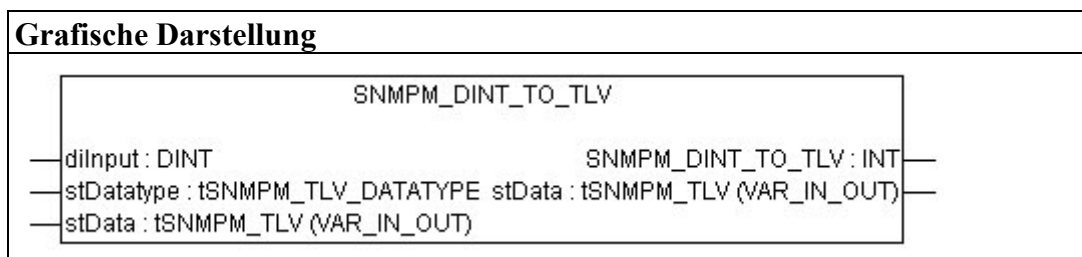 Grafische Darstellung
SNMPM_DINT_TO_TLV
diInput : DINT SNMPM_DINT_TO_TLV : INT
stDatatype : tSNMPM_TLV_DATATYPE stData : tSNMPM_TLV (VAR_IN_OUT)
stData : tSNMPM_TLV (VAR_IN_OUT)